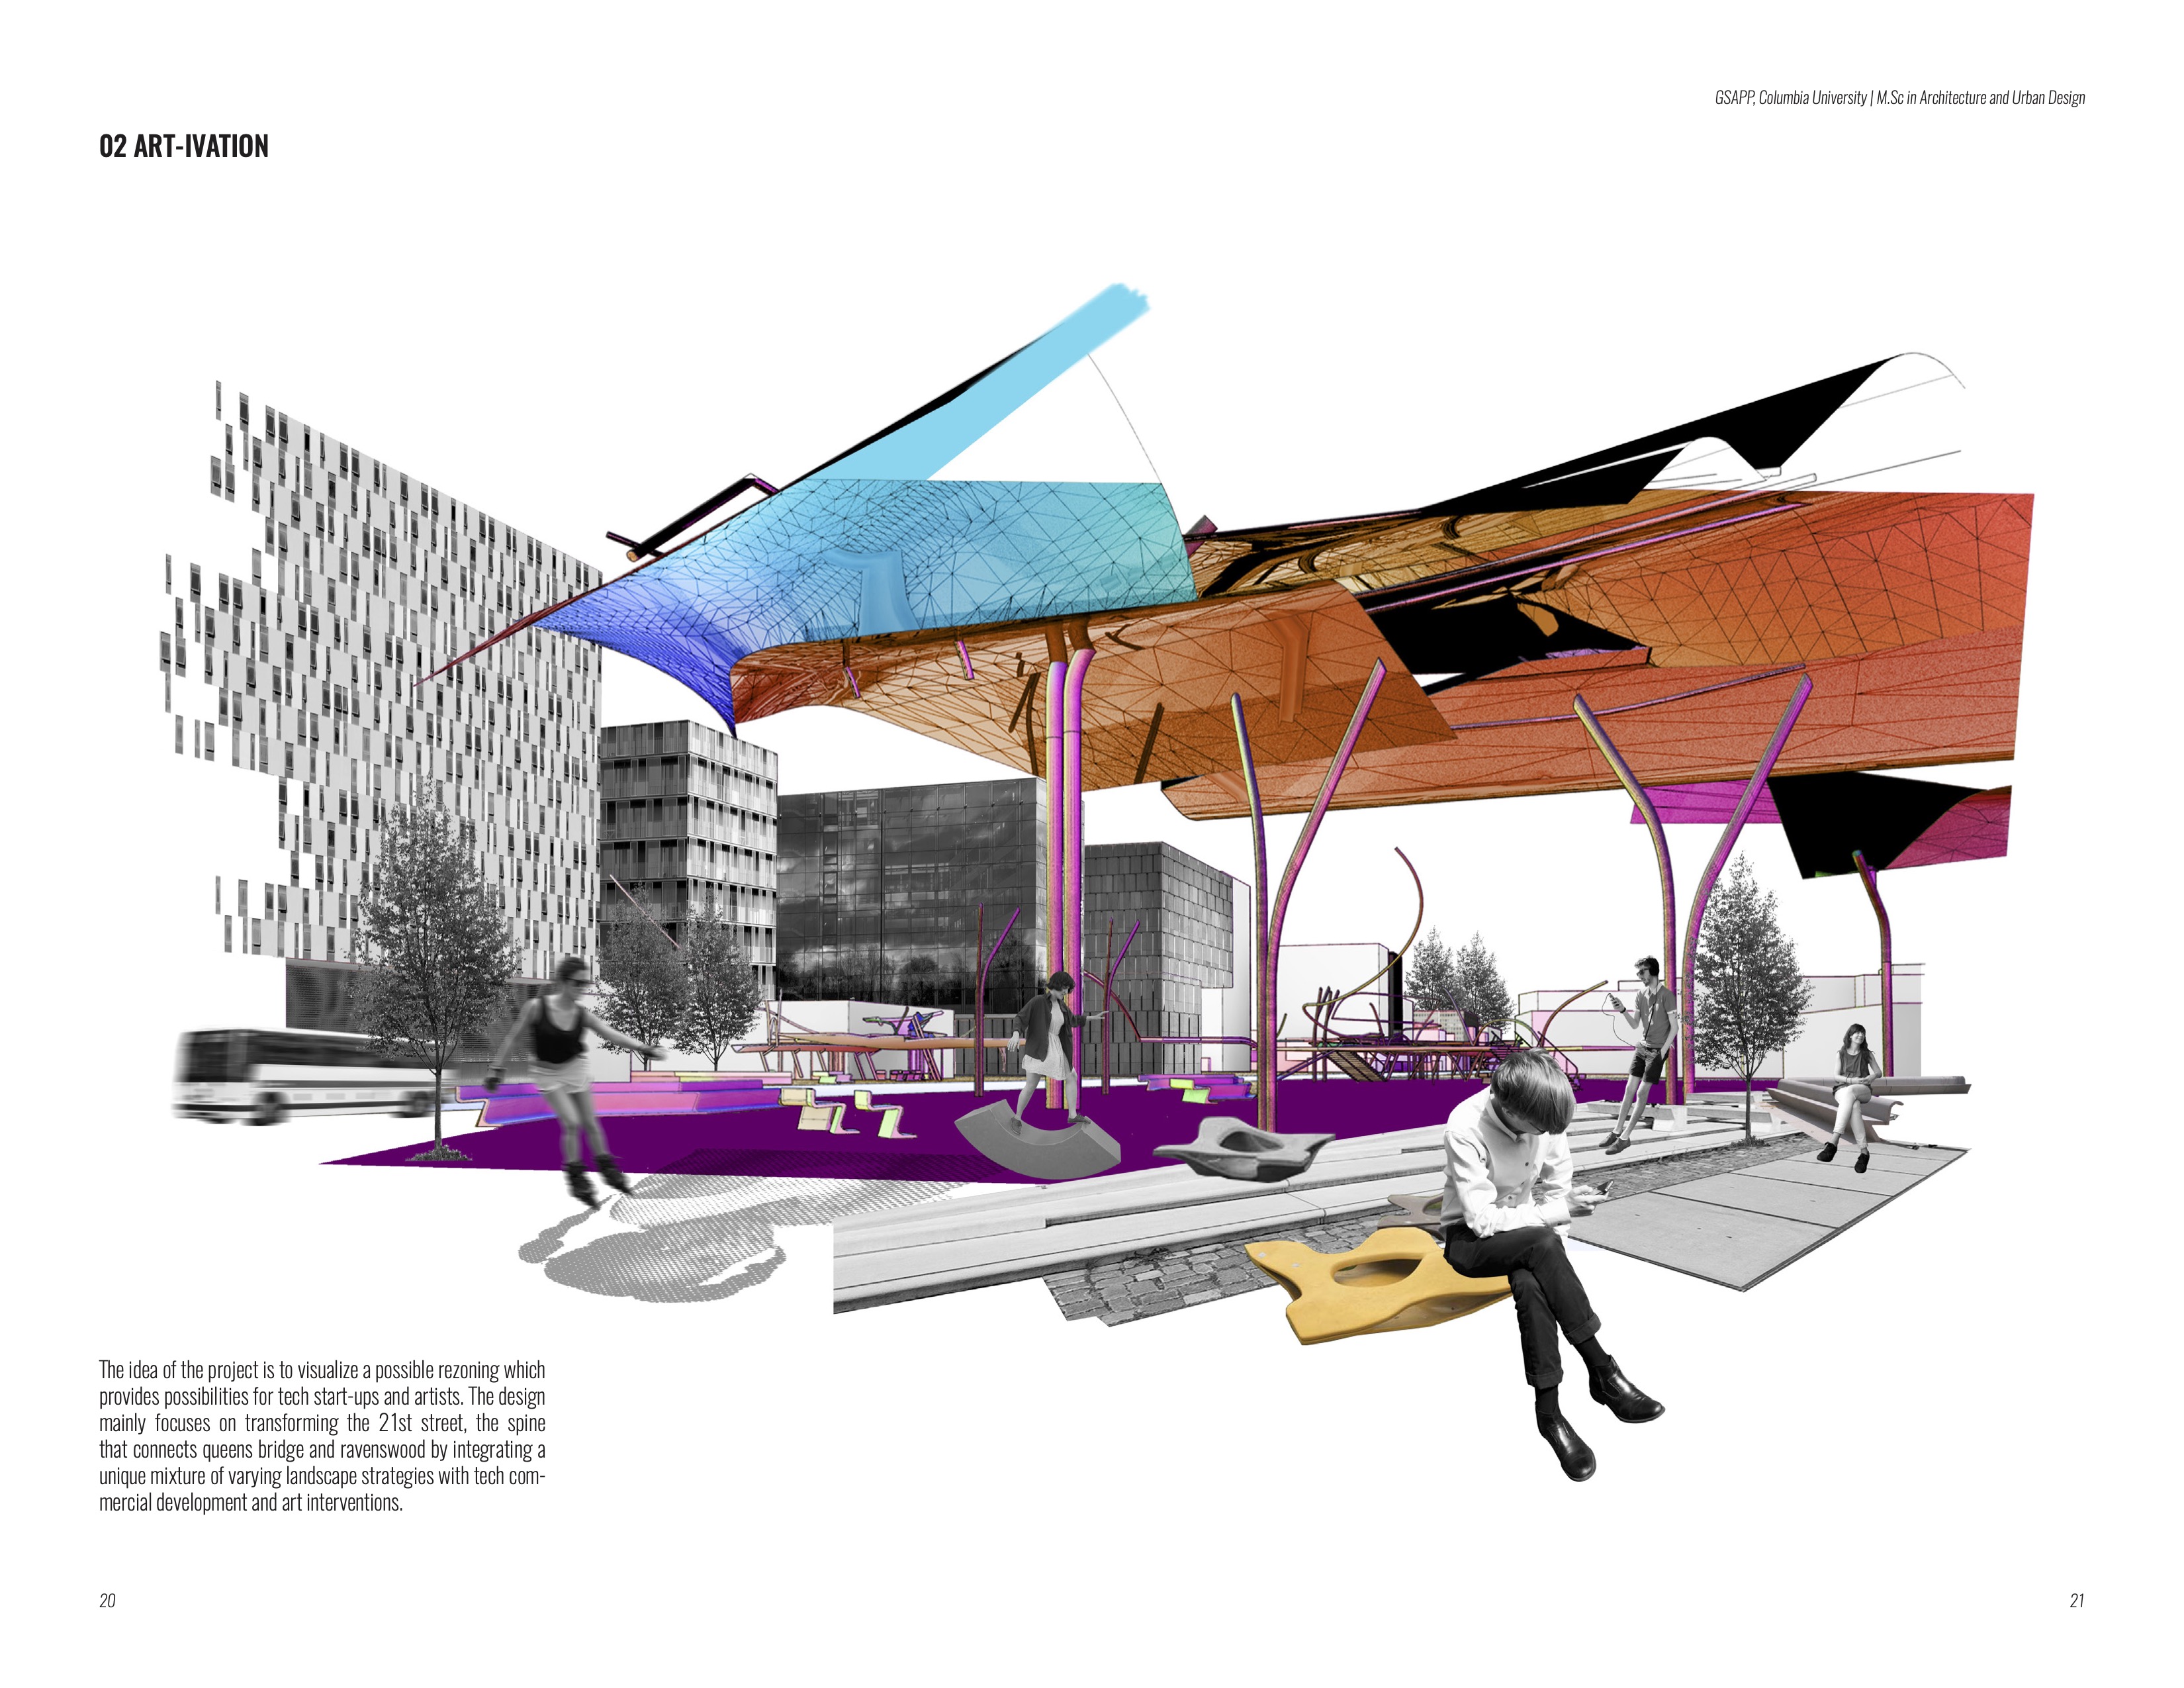 GSAPP, Columbia University | M.Sc in Architecture and Urban Design
02 ART-IVATION
The idea of the project is to visualize a possible rezoning which
provides possibilities for tech start-ups and artists. The design
mainly focuses on transforming the 21st street, the spine
that connects queens bridge and ravenswood by integrating a
unique mixture of varying landscape strategies with tech com-
mercial development and art interventions.
20
21